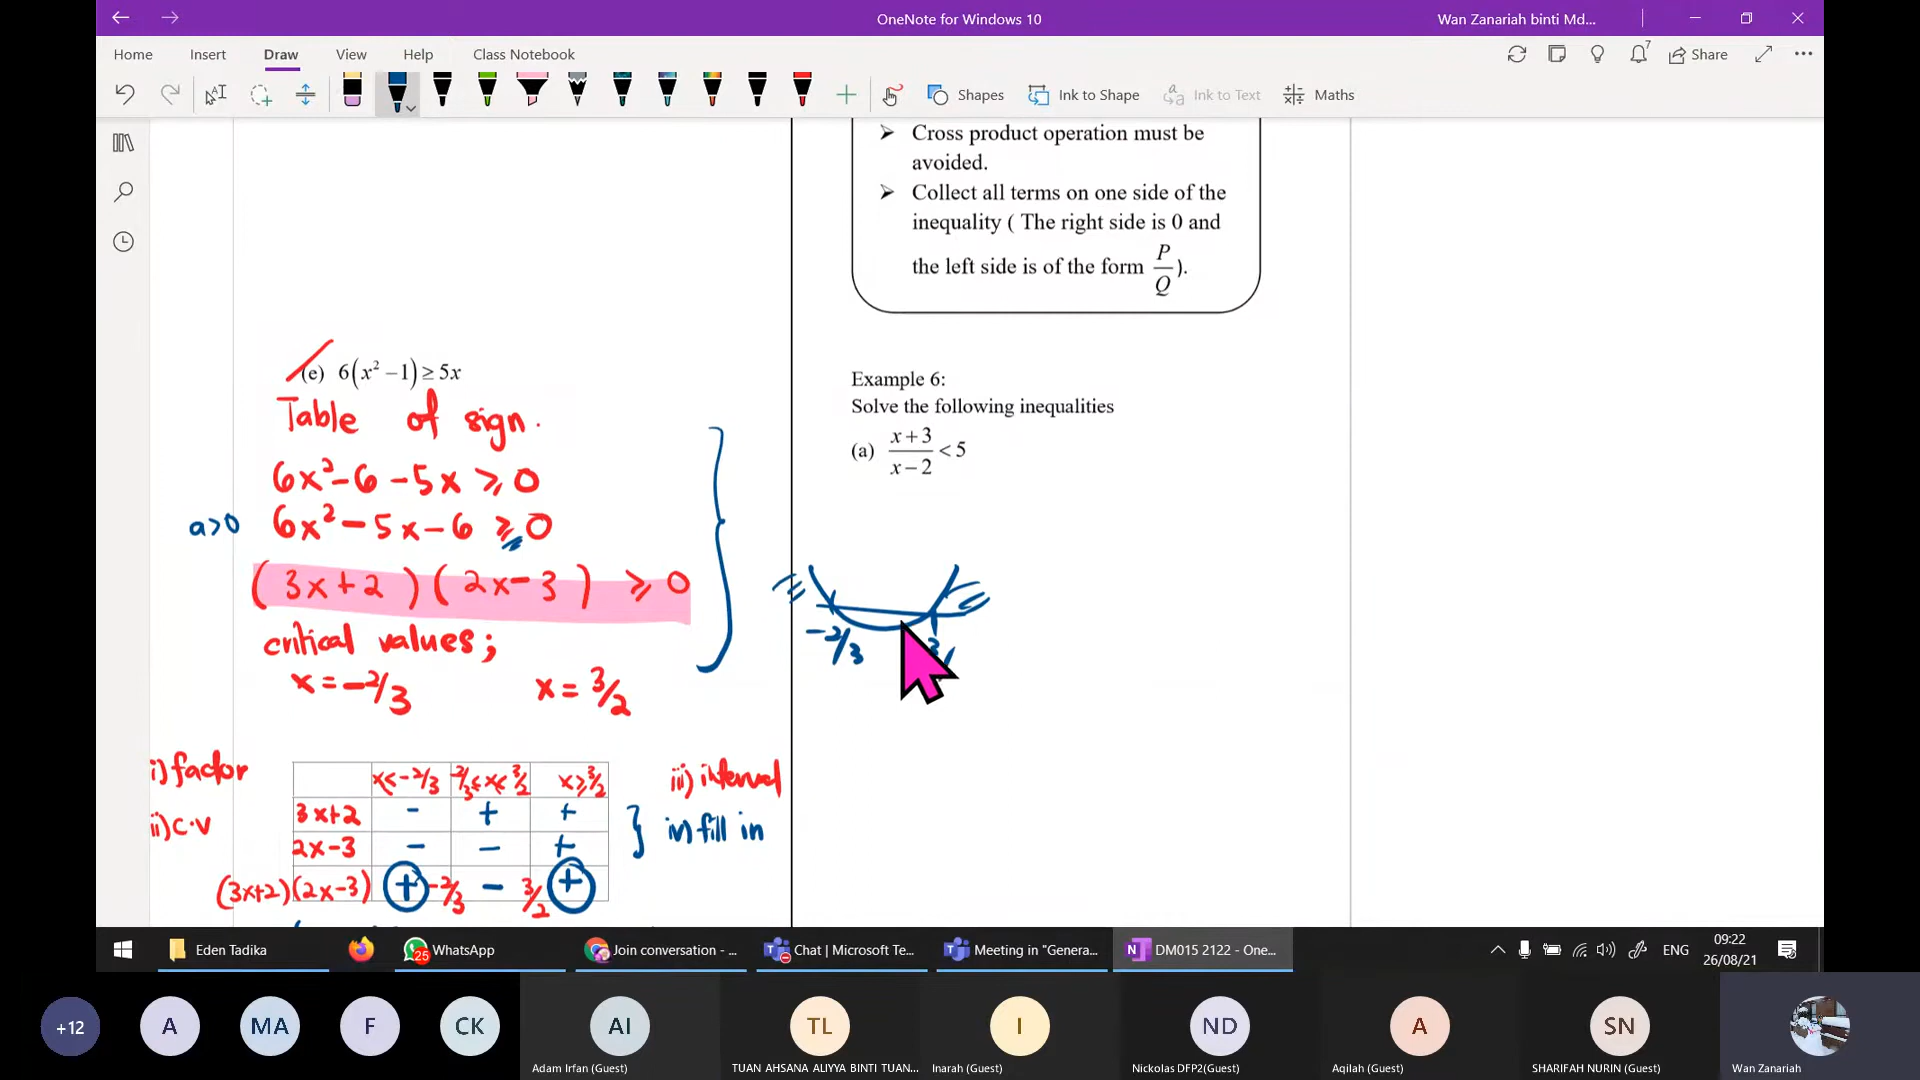 OneNote for Windows 10
Wan Zanariah binti Md...
Home Insert Draw View Help Class Notebook
7
Share
Shapes Ink to Shape Ink to Text Maths
➢ Cross product operation must be
avoided.
➢ Collect all terms on one side of the
inequality ( The right side is 0 and
the left side is of the form P/Q ).
(e) 6(x² −1) ≥ 5x
Table of sign.
6x² − 6 − 5x ≥ 0
a>0 6x² − 5x − 6 ≥ 0
(3x+2)(2x−3) ≥ 0
critical values;
x = −2/3 x = 3/2
Example 6:
Solve the following inequalities
(a) (x+3)/(x−2) < 5
−2/3
i) factor
ii) C.V
x≤−2/3 −2/3≤x≤3/2 x≥3/2
3x+2 − + +
2x−3 − − +
(3x+2)(2x−3) + −2/3 − 3/2 +
iii) interval
iv) fill in
Eden Tadika
25
WhatsApp
Join conversation - ...
Chat | Microsoft Te...
Meeting in "Genera...
DM015 2122 - One...
ENG
09:22
26/08/21
+12
A
MA
F
CK
AI
TL
I
ND
A
SN
Adam Irfan (Guest)
TUAN AHSANA ALIYYA BINTI TUAN...
Inarah (Guest)
Nickolas DFP2(Guest)
Aqilah (Guest)
SHARIFAH NURIN (Guest)
Wan Zanariah